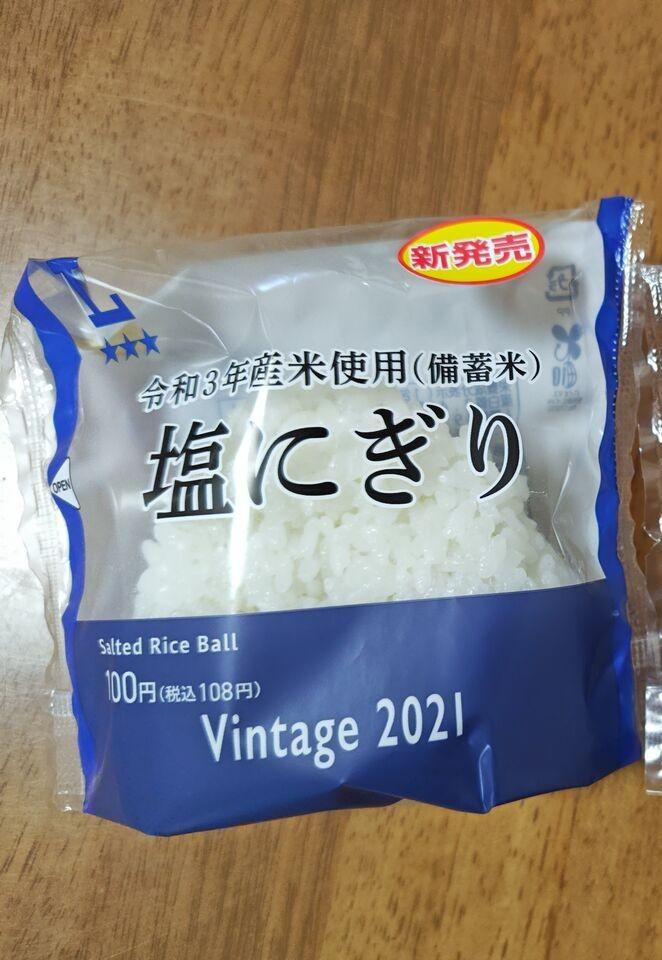 新発売
L
令和3年産米使用(備蓄米)
塩にぎり
OPEN
Salted Rice Ball
100円(税込108円)
Vintage 2021